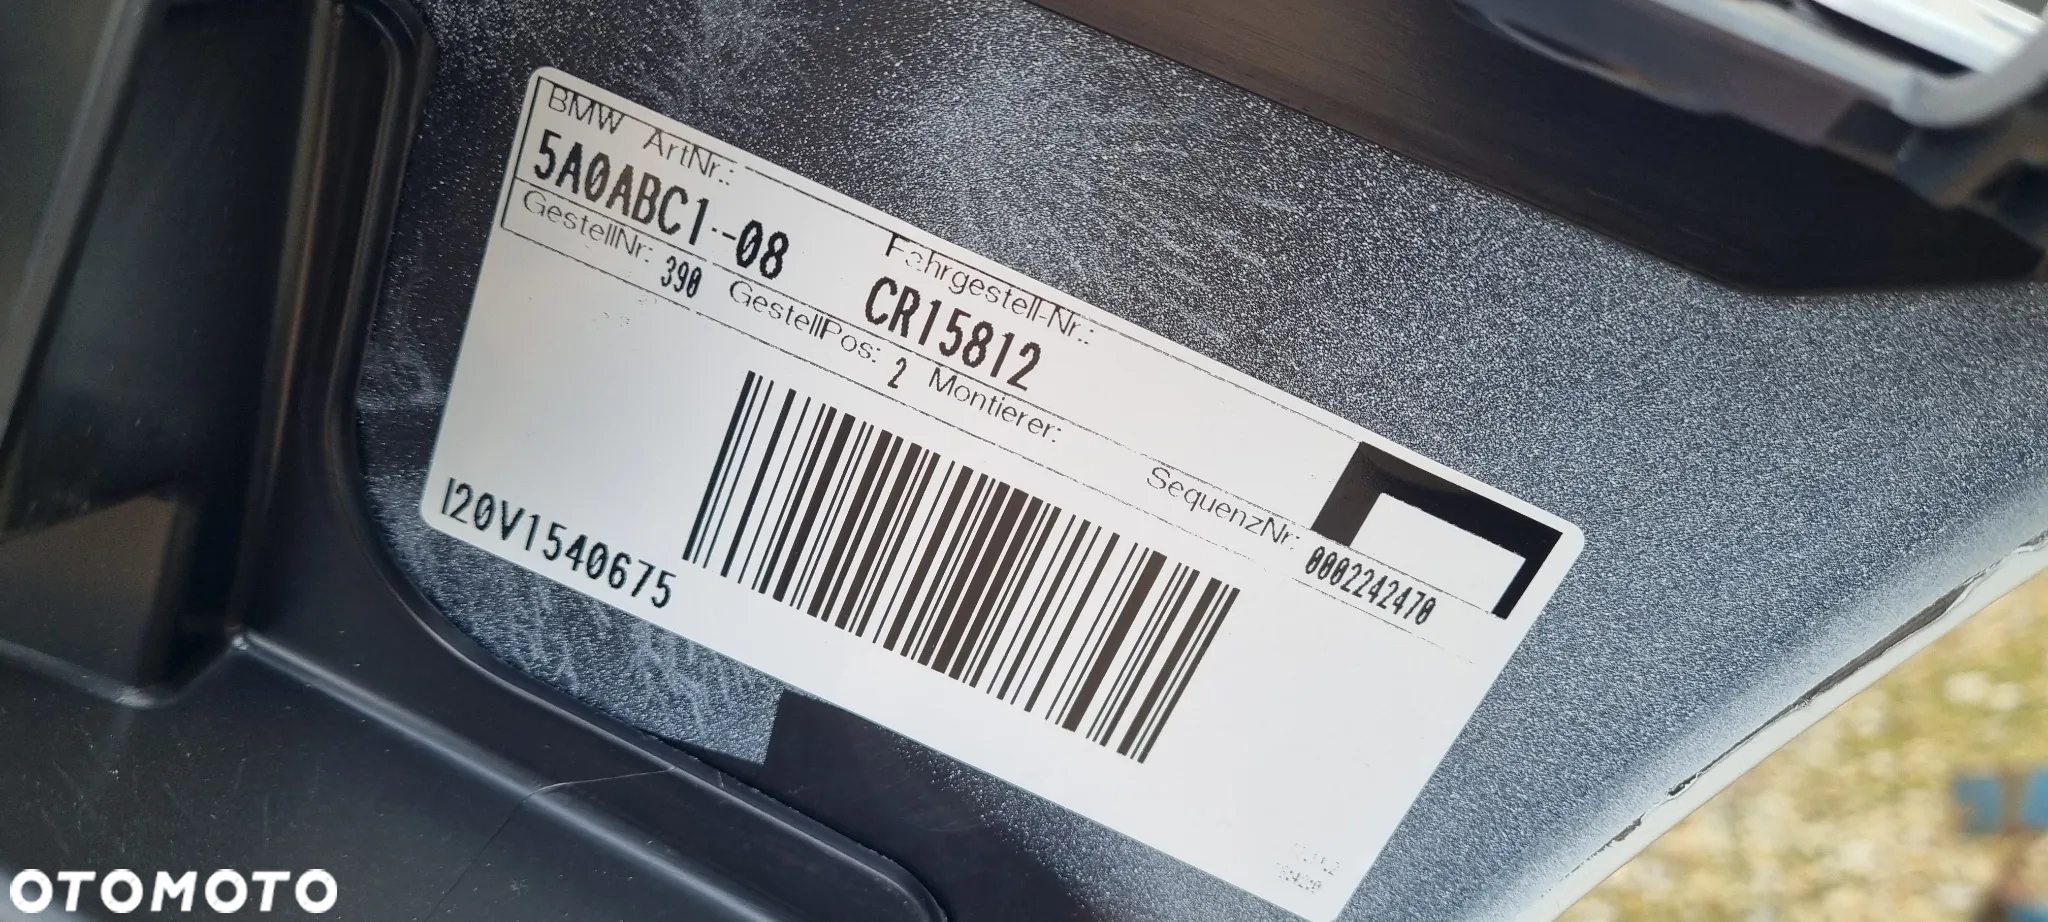 BMW ArtNr.:
5A0ABC1--08
Fahrgestell-Nr.:
CR15812
GestellNr: 390 GestellPos: 2 Montierer:
SequenzNr: 0002242470
I20V1540675
OTOMOTO